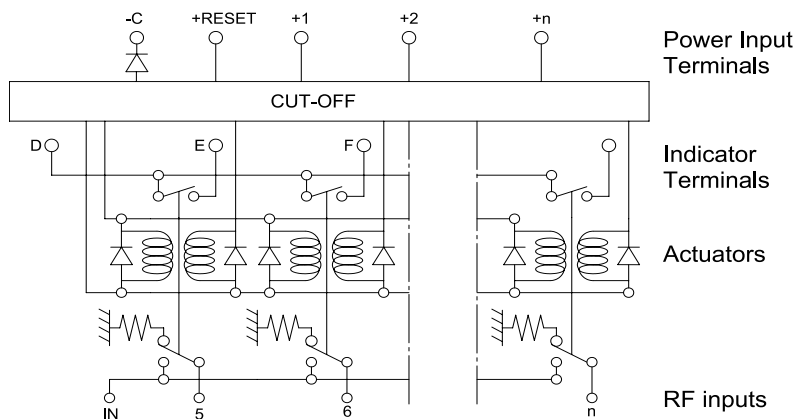 -C +RESET +1 +2 +n
Power Input
Terminals
CUT-OFF
D E F
Indicator
Terminals
Actuators
IN 5 6 n
RF inputs